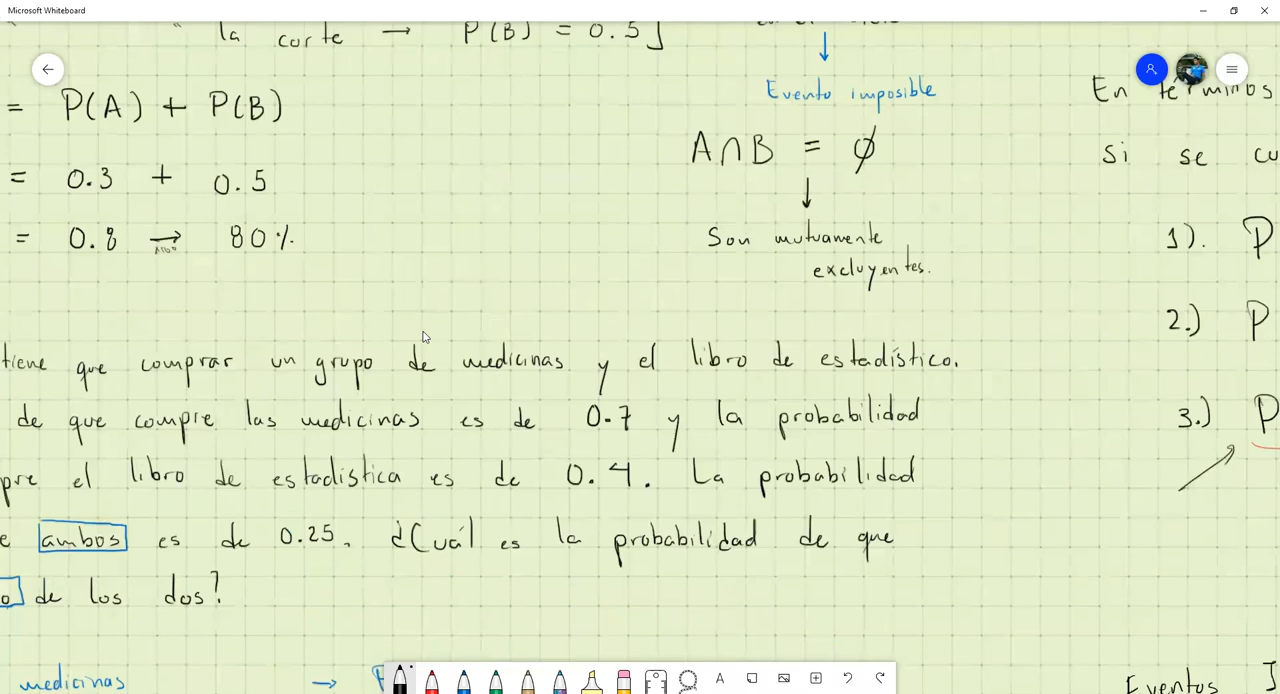 Microsoft Whiteboard
la corte → P(B) = 0.5]
= P(A) + P(B)
= 0.3 + 0.5
= 0.8 → 80%
Evento imposible
A∩B = ∅
Son mutuamente
excluyentes.
En términos
si se cu
1). P
2.) P
3.) P
tiene que comprar un grupo de medicinas y el libro de estadístico.
de que compre las medicinas es de 0.7 y la probabilidad
pre el libro de estadística es de 0.4. La probabilidad
e ambos es de 0.25. ¿Cuál es la probabilidad de que
o de los dos?
medicinas →
Eventos I
A